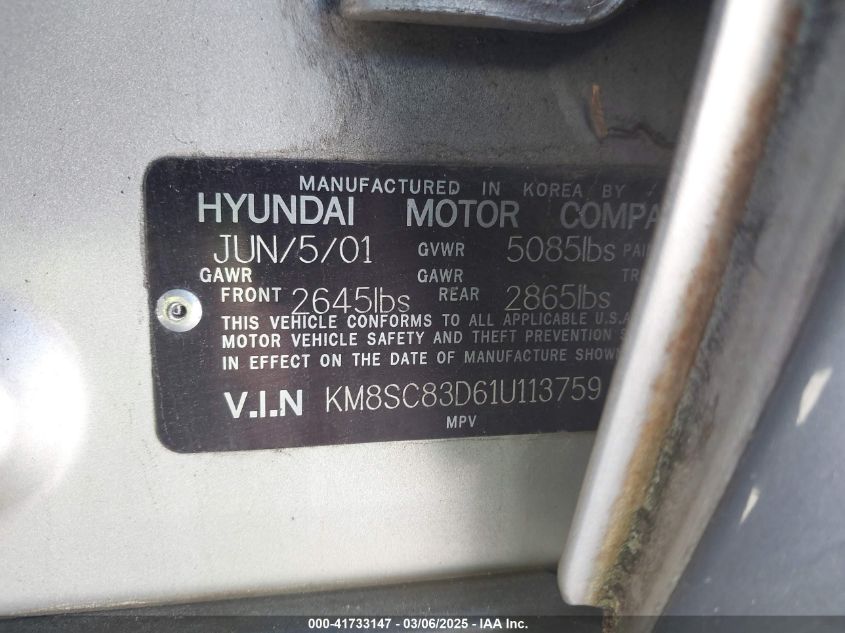 MANUFACTURED IN KOREA BY
HYUNDAI MOTOR
JUN/5/01 GVWR 5085lbs
GAWR GAWR
FRONT 2645lbs REAR 2865lbs
THIS VEHICLE CONFORMS TO ALL APPLICABLE U.S.A
MOTOR VEHICLE SAFETY AND THEFT PREVENTION
IN EFFECT ON THE DATE OF MANUFACTURE SHOWN
V.I.N KM8SC83D61U113759
MPV
000-41733147 - 03/06/2025 - IAA Inc.